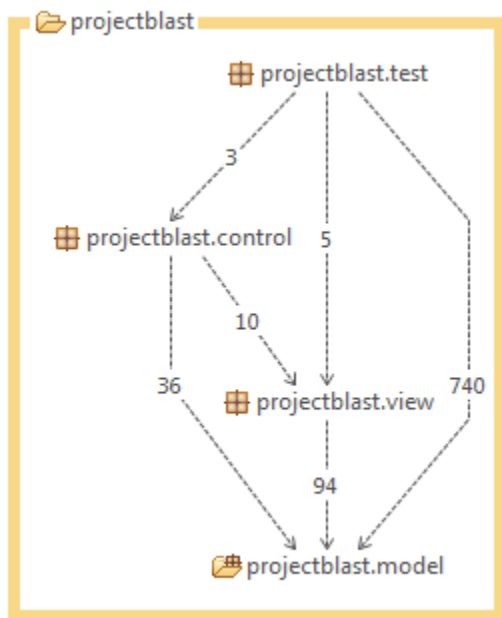 projectblast
projectblast.test
3
projectblast.control
5
10
36
740
projectblast.view
94
projectblast.model